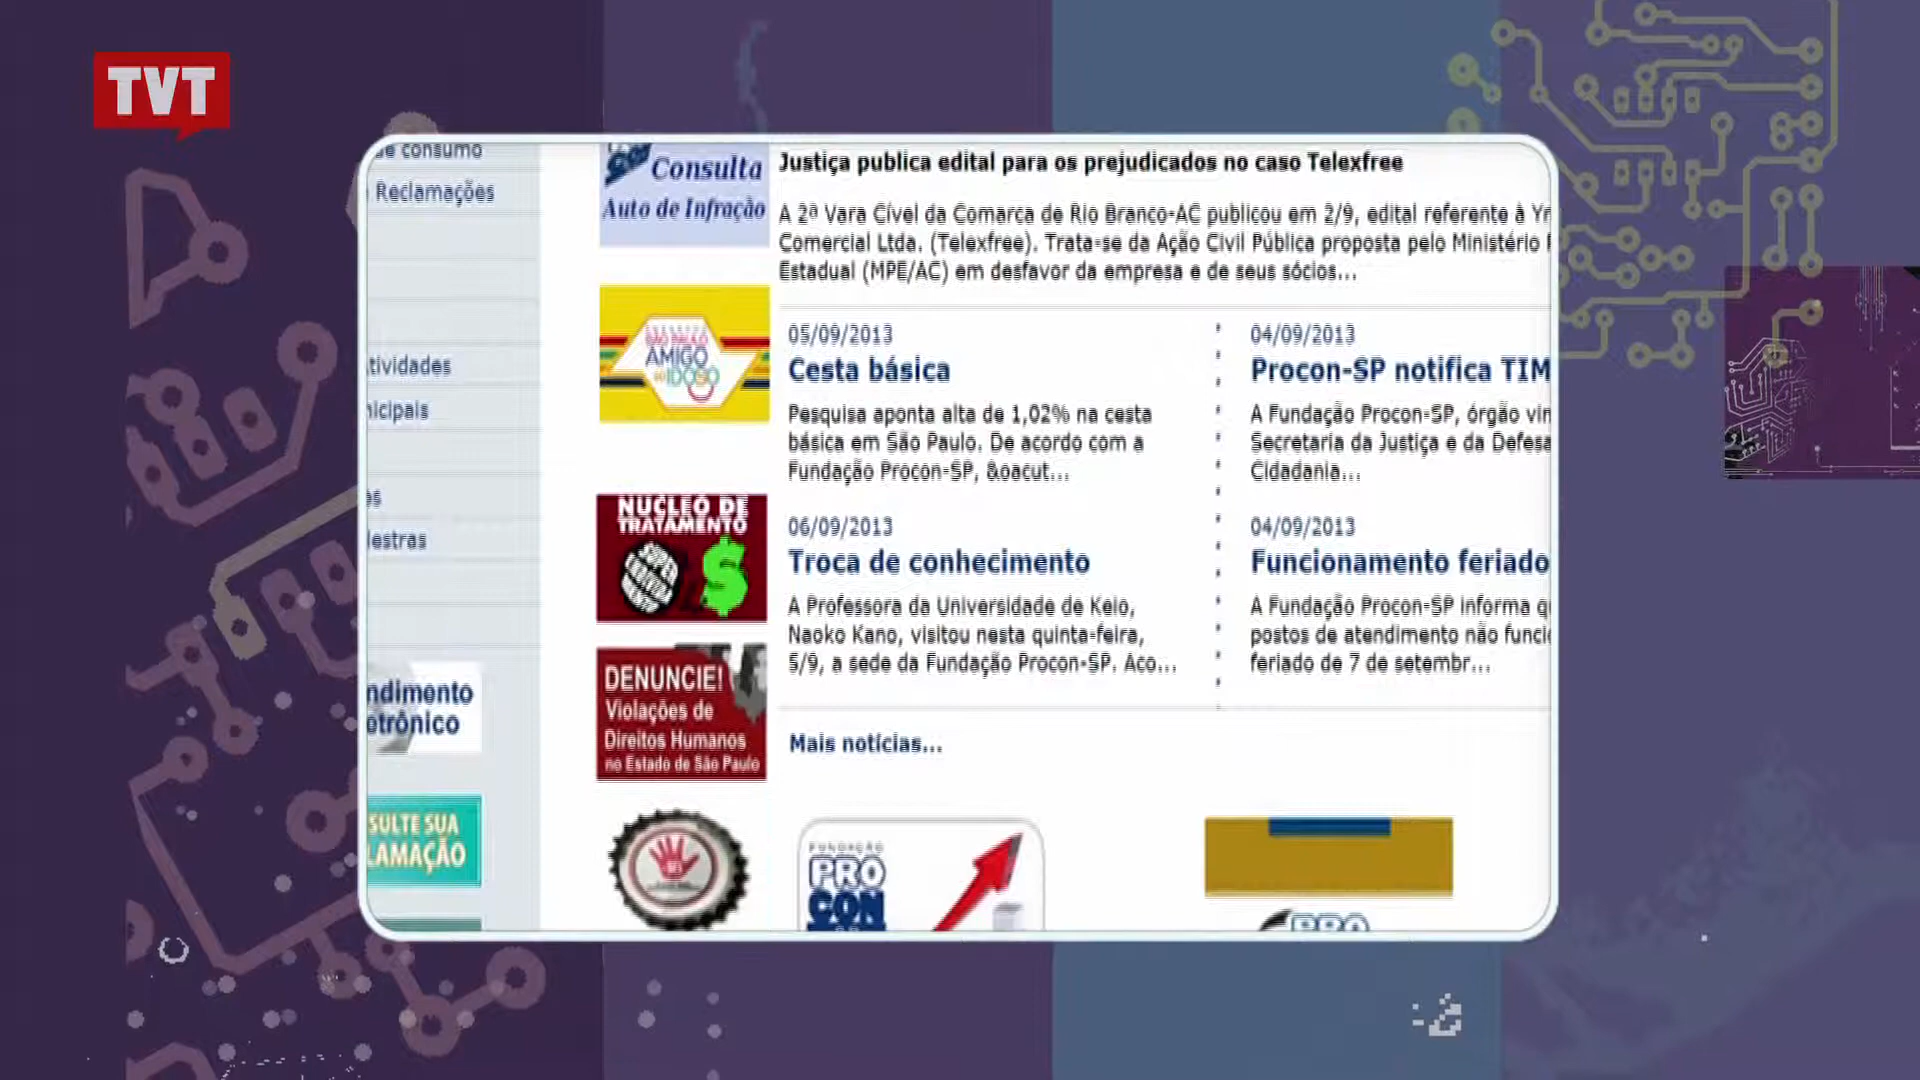 TVT
de consumo
Reclamações
tividades
nicipais
lestras
ndimento
etrônico
SULTE SUA
LAMAÇÃO
Consulta
Auto de Infração
SÃO PAULO
AMIGO
DO IDOSO
NÚCLEO DE
TRATAMENTO
DENUNCIE!
Violações de
Direitos Humanos
no Estado de São Paulo
Justiça publica edital para os prejudicados no caso Telexfree
A 2ª Vara Cível da Comarca de Rio Branco-AC publicou em 2/9, edital referente à
Comercial Ltda. (Telexfree). Trata-se da Ação Civil Pública proposta pelo Ministério
Estadual (MPE/AC) em desfavor da empresa e de seus sócios...
05/09/2013
Cesta básica
Pesquisa aponta alta de 1,02% na cesta
básica em São Paulo. De acordo com a
Fundação Procon-SP, &oacut...
04/09/2013
Procon-SP notifica TIM
A Fundação Procon-SP, órgão vin
Secretaria da Justiça e da Defesa
Cidadania...
06/09/2013
Troca de conhecimento
A Professora da Universidade de Keio,
Naoko Kano, visitou nesta quinta-feira,
5/9, a sede da Fundação Procon-SP. Aco...
04/09/2013
Funcionamento feriado
A Fundação Procon-SP informa qu
postos de atendimento não funci
feriado de 7 de setembr...
Mais notícias...
FUNDAÇÃO
PRO
CON
PRO